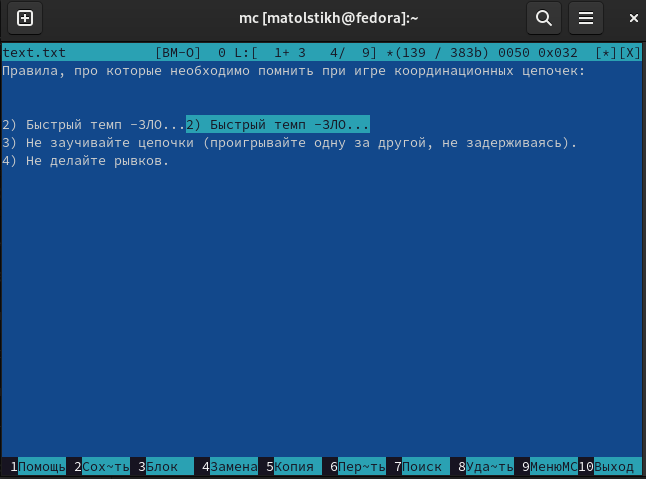 mc [matolstikh@fedora]:~
text.txt [BM-O] 0 L:[ 1+ 3 4/ 9] *(139 / 383b) 0050 0x032 [*][X]
Правила, про которые необходимо помнить при игре координационных цепочек:
2) Быстрый темп -ЗЛО...2) Быстрый темп -ЗЛО...
3) Не заучивайте цепочки (проигрывайте одну за другой, не задерживаясь).
4) Не делайте рывков.
1Помощь 2Сох~ть 3Блок 4Замена 5Копия 6Пер~ть 7Поиск 8Уда~ть 9МенюMC 10Выход